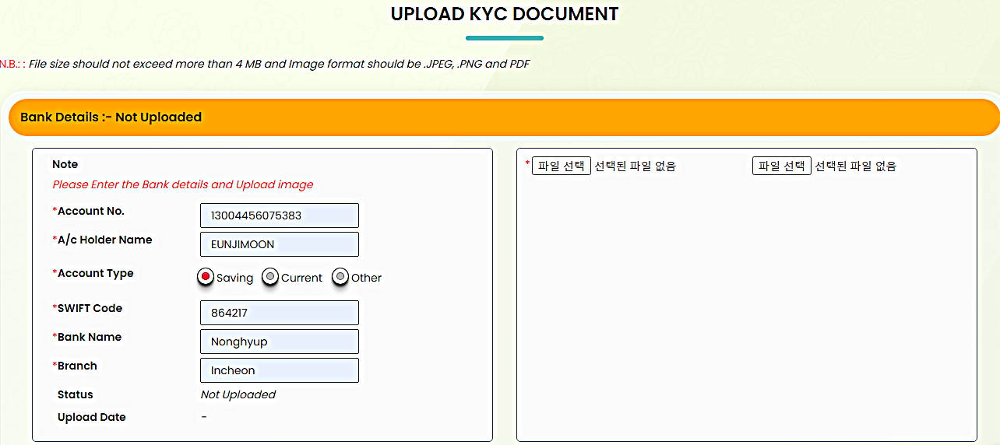 UPLOAD KYC DOCUMENT
N.B.: : File size should not exceed more than 4 MB and Image format should be .JPEG, .PNG and PDF
Bank Details :- Not Uploaded
Note
Please Enter the Bank details and Upload image
*Account No. 13004456075383
*A/c Holder Name EUNJIMOON
*Account Type Saving Current Other
*SWIFT Code 864217
*Bank Name Nonghyup
*Branch Incheon
Status Not Uploaded
Upload Date -
* 파일 선택 선택된 파일 없음 파일 선택 선택된 파일 없음